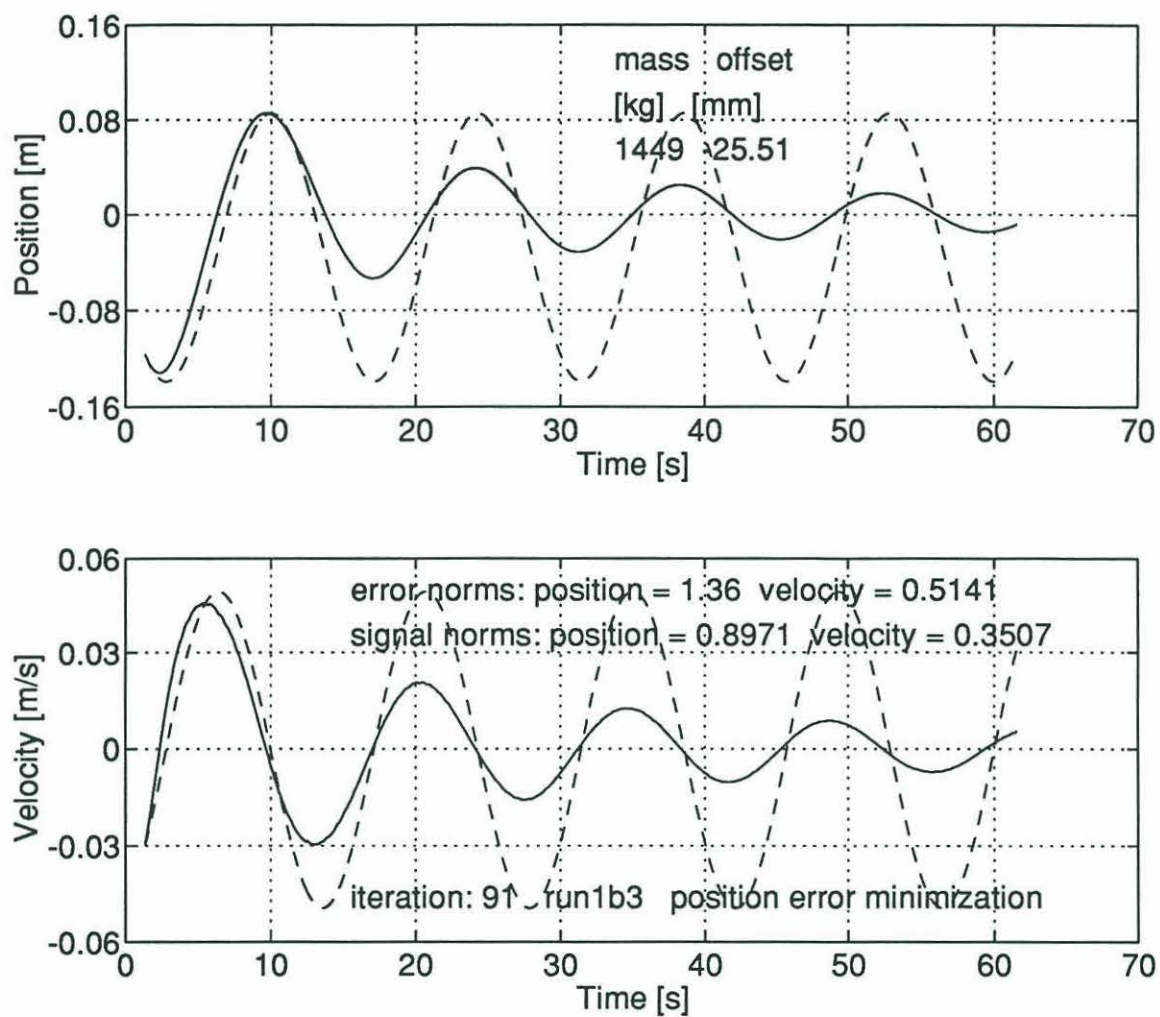 0.16
0.08
0
-0.08
-0.16
Position [m]
mass offset
[kg] [mm]
1449 25.51
0 10 20 30 40 50 60 70
Time [s]
0.06
0.03
0
-0.03
-0.06
Velocity [m/s]
error norms: position = 1.36 velocity = 0.5141
signal norms: position = 0.8971 velocity = 0.3507
iteration: 91 run1b3 position error minimization
0 10 20 30 40 50 60 70
Time [s]